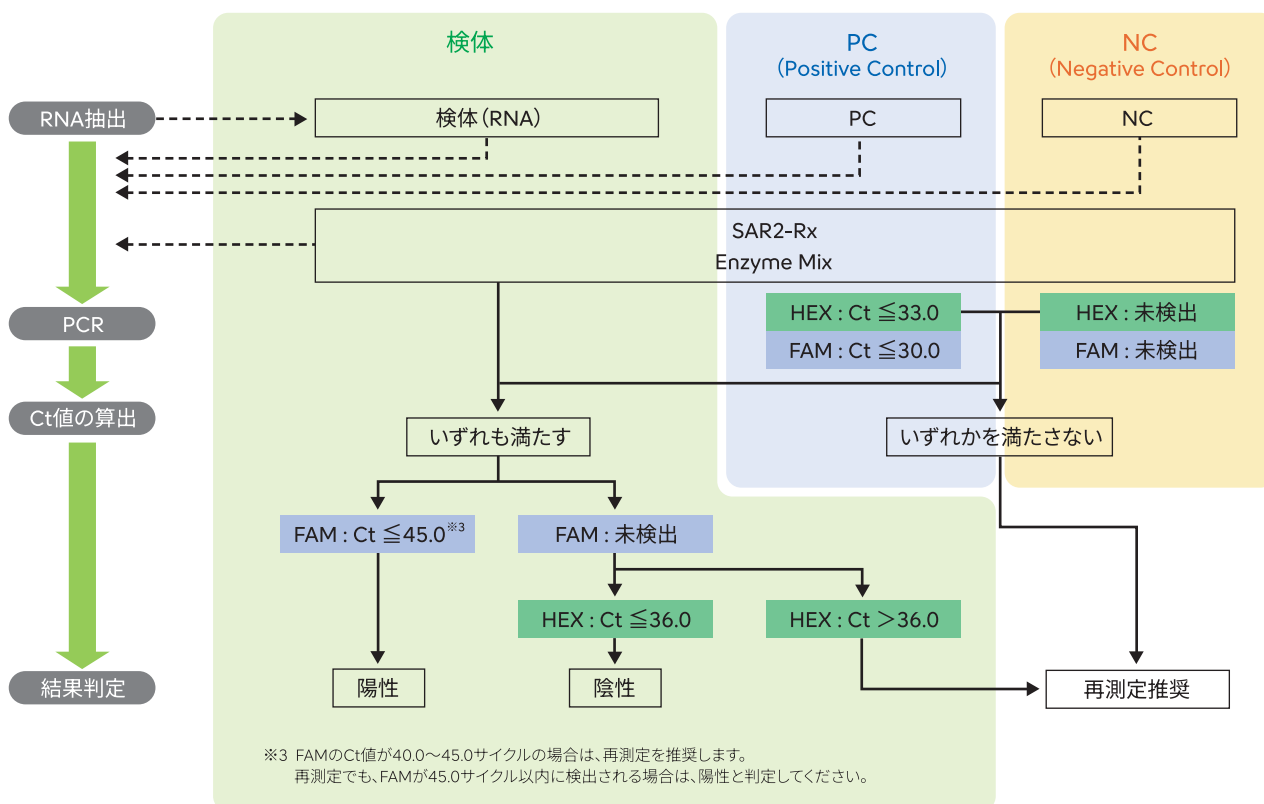 検体
PC
（Positive Control）
NC
（Negative Control）
RNA抽出
検体（RNA）
PC
NC
SAR2-Rx
Enzyme Mix
PCR
HEX : Ct ≦33.0
HEX : 未検出
FAM : Ct ≦30.0
FAM : 未検出
Ct値の算出
いずれも満たす
いずれかを満たさない
FAM : Ct ≦45.0※3
FAM : 未検出
HEX : Ct ≦36.0
HEX : Ct ＞36.0
結果判定
陽性
陰性
再測定推奨
※3 FAMのCt値が40.0～45.0サイクルの場合は、再測定を推奨します。
再測定でも、FAMが45.0サイクル以内に検出される場合は、陽性と判定してください。